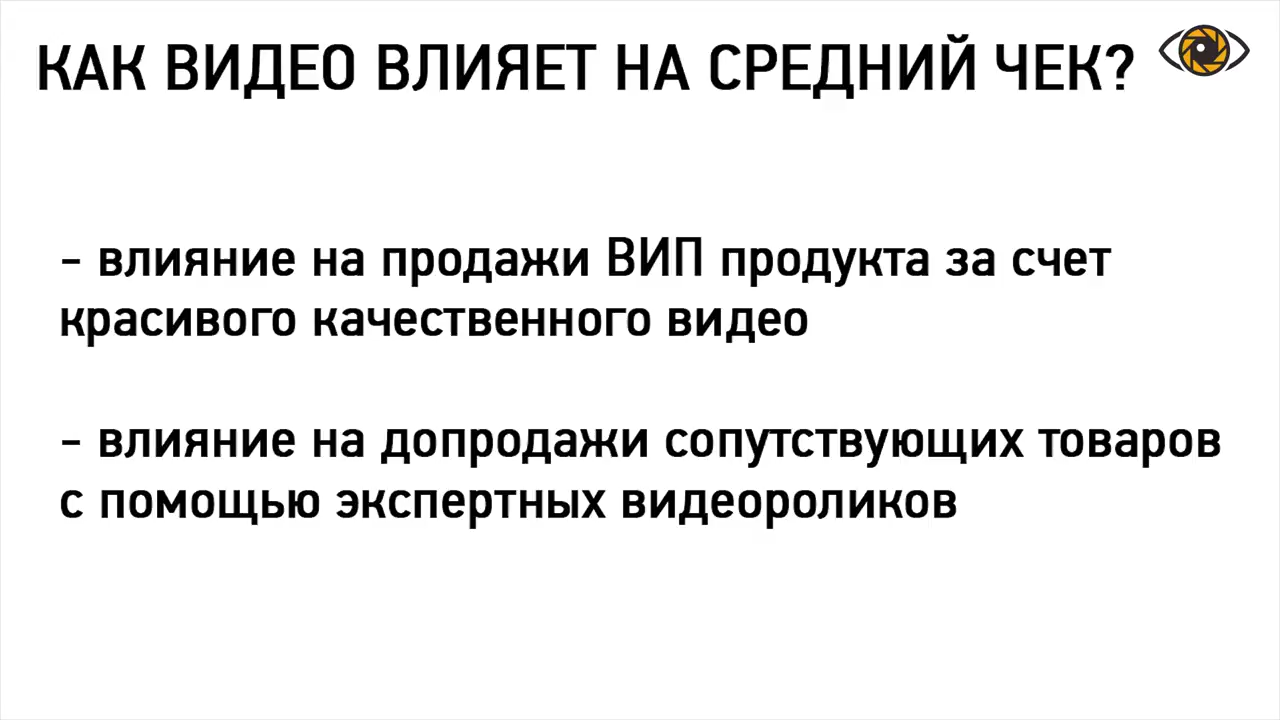 КАК ВИДЕО ВЛИЯЕТ НА СРЕДНИЙ ЧЕК?
- влияние на продажи ВИП продукта за счет
красивого качественного видео
- влияние на допродажи сопутствующих товаров
с помощью экспертных видеороликов